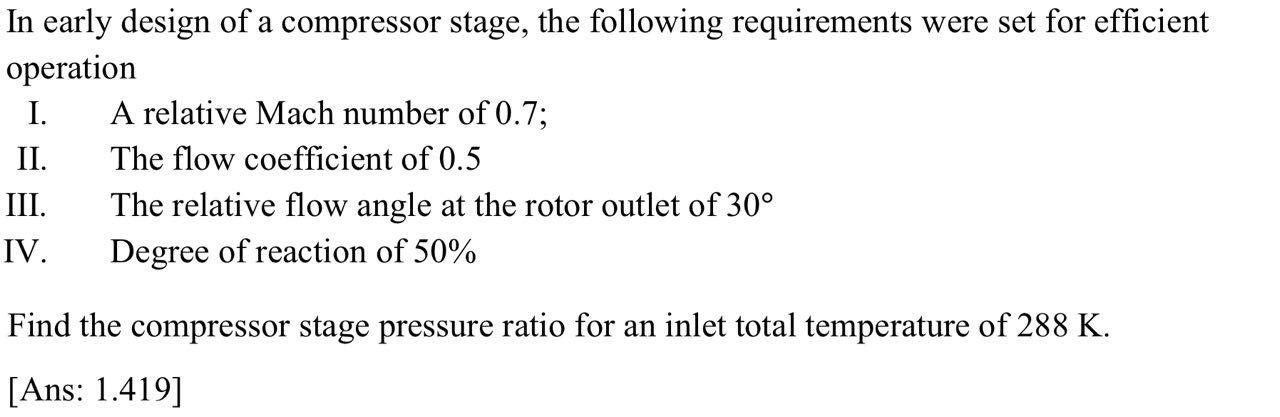 In early design of a compressor stage, the following requirements were set for efficient
operation
I. A relative Mach number of 0.7;
II. The flow coefficient of 0.5
III. The relative flow angle at the rotor outlet of 30°
IV. Degree of reaction of 50%
Find the compressor stage pressure ratio for an inlet total temperature of 288 K.
[Ans: 1.419]